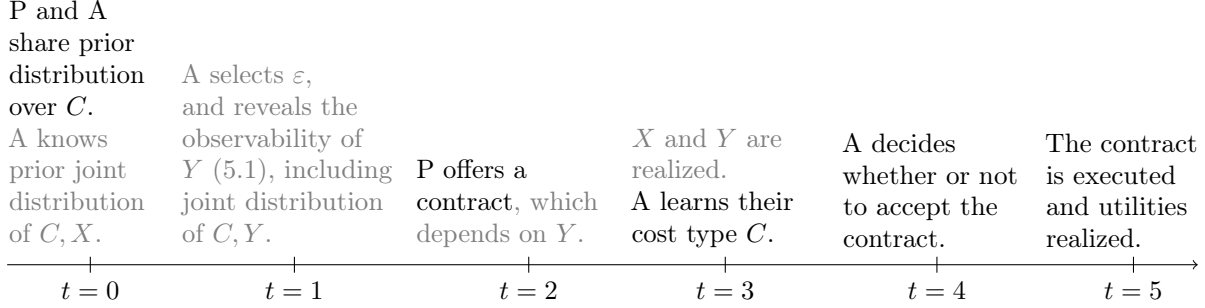 P and A
share prior
distribution
over C.
A knows
prior joint
distribution
of C, X.
A selects ε,
and reveals the
observability of
Y (5.1), including
joint distribution
of C, Y.
P offers a
contract, which
depends on Y.
X and Y are
realized.
A learns their
cost type C.
A decides
whether or not
to accept the
contract.
The contract
is executed
and utilities
realized.
t = 0
t = 1
t = 2
t = 3
t = 4
t = 5